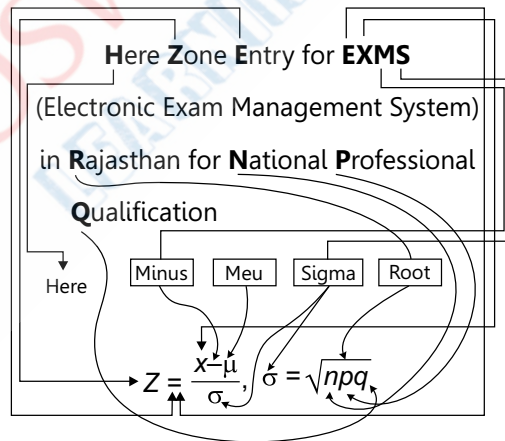 Here Zone Entry for EXMS
(Electronic Exam Management System)
in Rajasthan for National Professional
Qualification
Here
Minus Meu Sigma Root
Z = x–μ / σ, σ = √npq